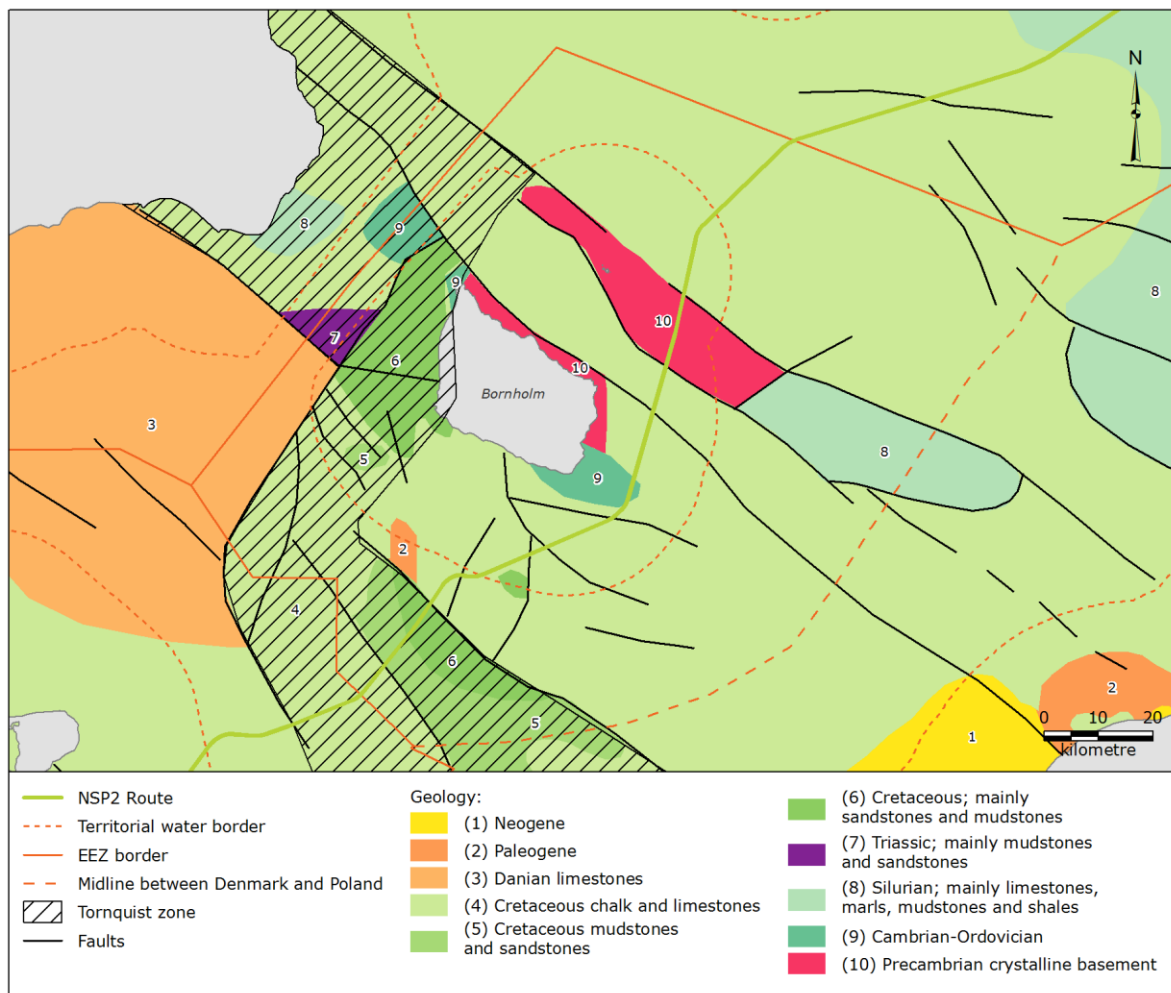 N
8
9
9
8
10
7
10
6
Bornholm
3
8
5
9
2
4
6
2
5
1
0 10 20
kilometre
NSP2 Route
Territorial water border
EEZ border
Midline between Denmark and Poland
Tornquist zone
Faults
Geology:
(1) Neogene
(2) Paleogene
(3) Danian limestones
(4) Cretaceous chalk and limestones
(5) Cretaceous mudstones
and sandstones
(6) Cretaceous; mainly
sandstones and mudstones
(7) Triassic; mainly mudstones
and sandstones
(8) Silurian; mainly limestones,
marls, mudstones and shales
(9) Cambrian-Ordovician
(10) Precambrian crystalline basement